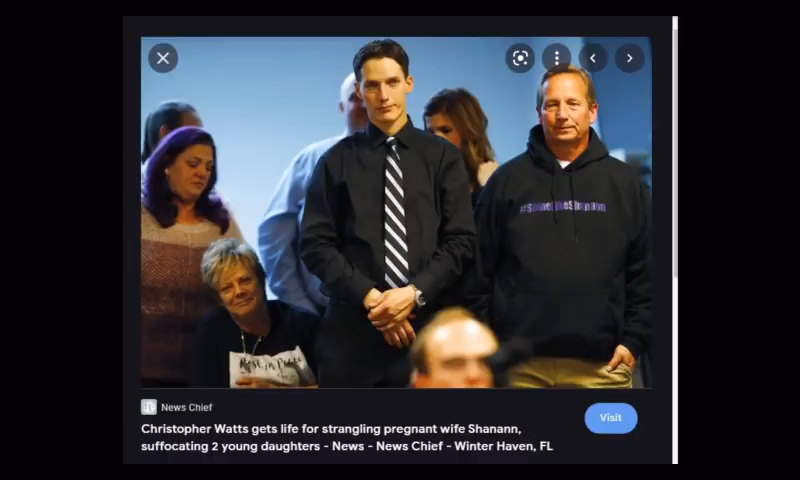 Rest in Peace
News Chief
Christopher Watts gets life for strangling pregnant wife Shanann,
suffocating 2 young daughters - News - News Chief - Winter Haven, FL
Visit